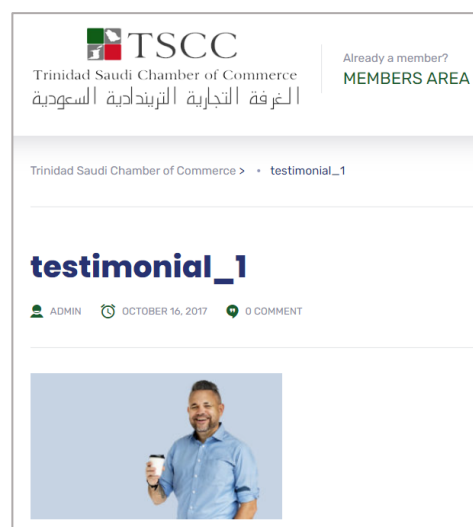 TSCC
Trinidad Saudi Chamber of Commerce
الغرفة التجارية التريندادية السعودية
Already a member?
MEMBERS AREA
Trinidad Saudi Chamber of Commerce > • testimonial_1
testimonial_1
ADMIN OCTOBER 16, 2017 0 COMMENT